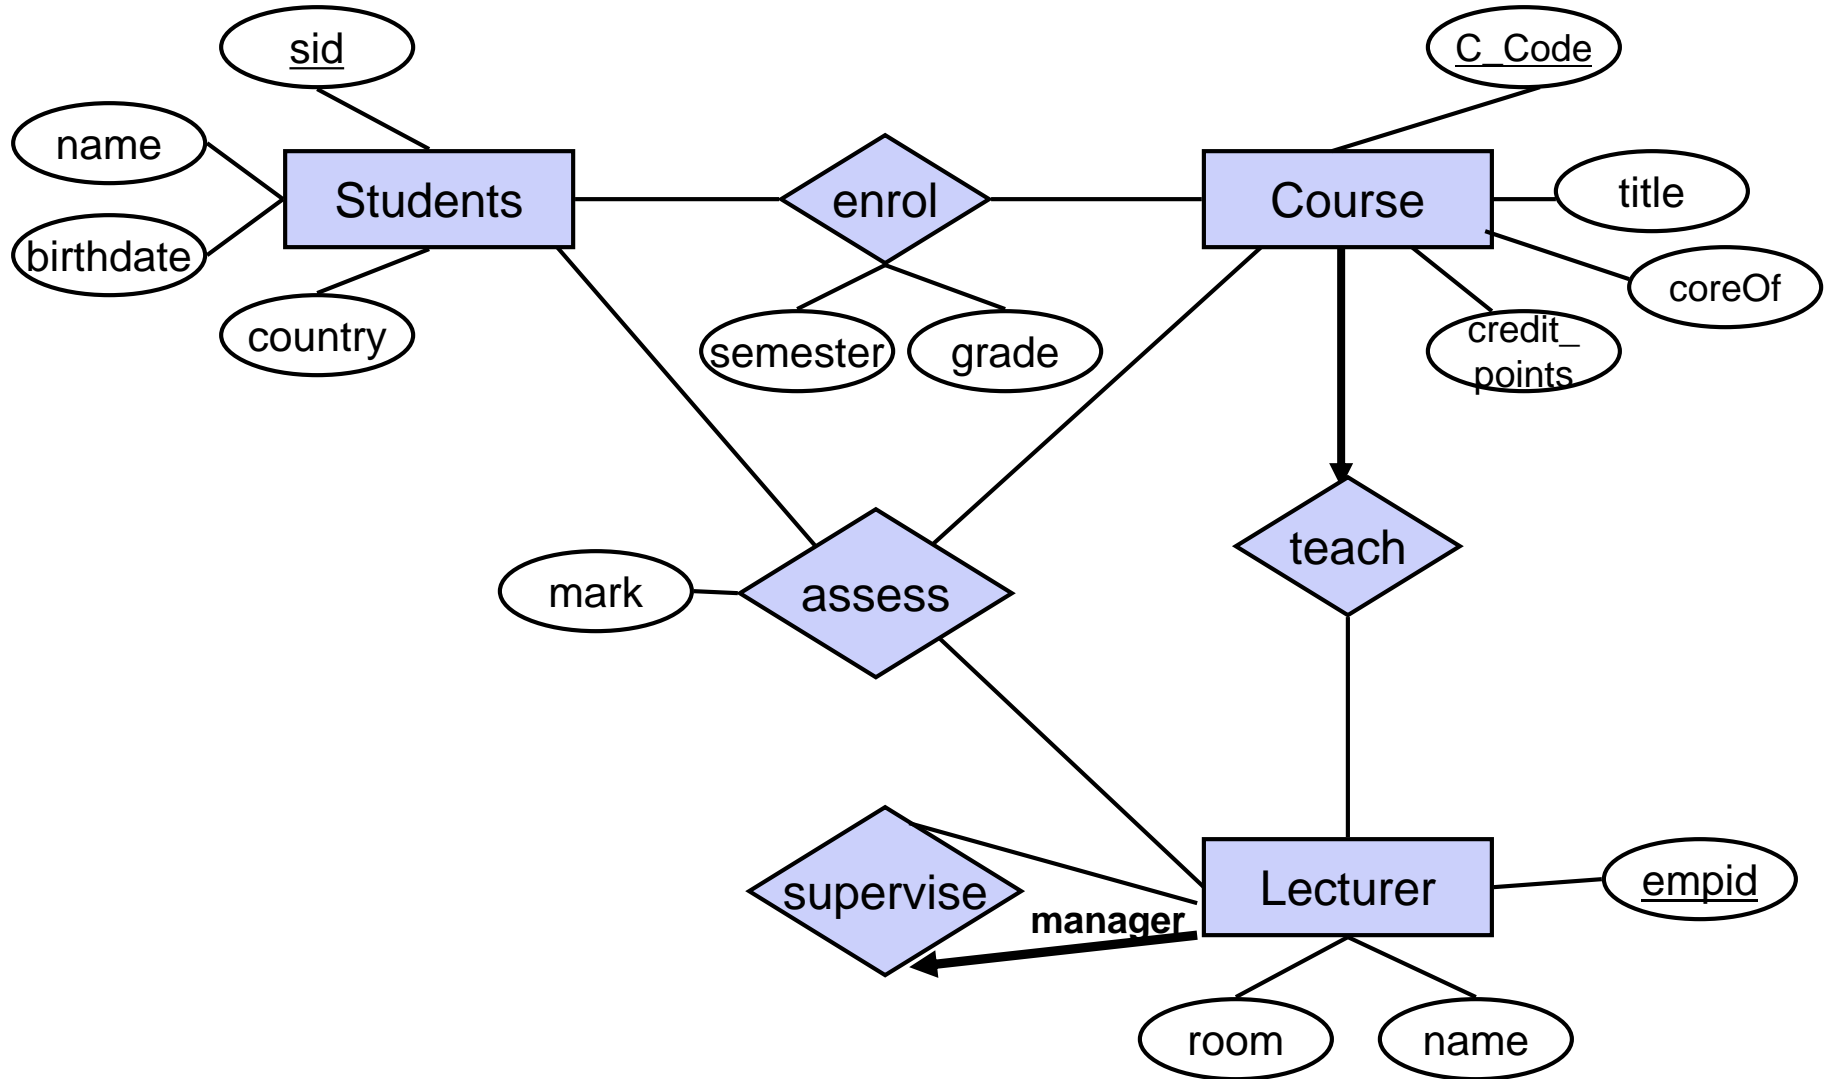 sid
C_Code
name
Students
enrol
Course
title
birthdate
coreOf
country
semester
grade
credit_
points
teach
mark
assess
supervise
manager
Lecturer
empid
room
name